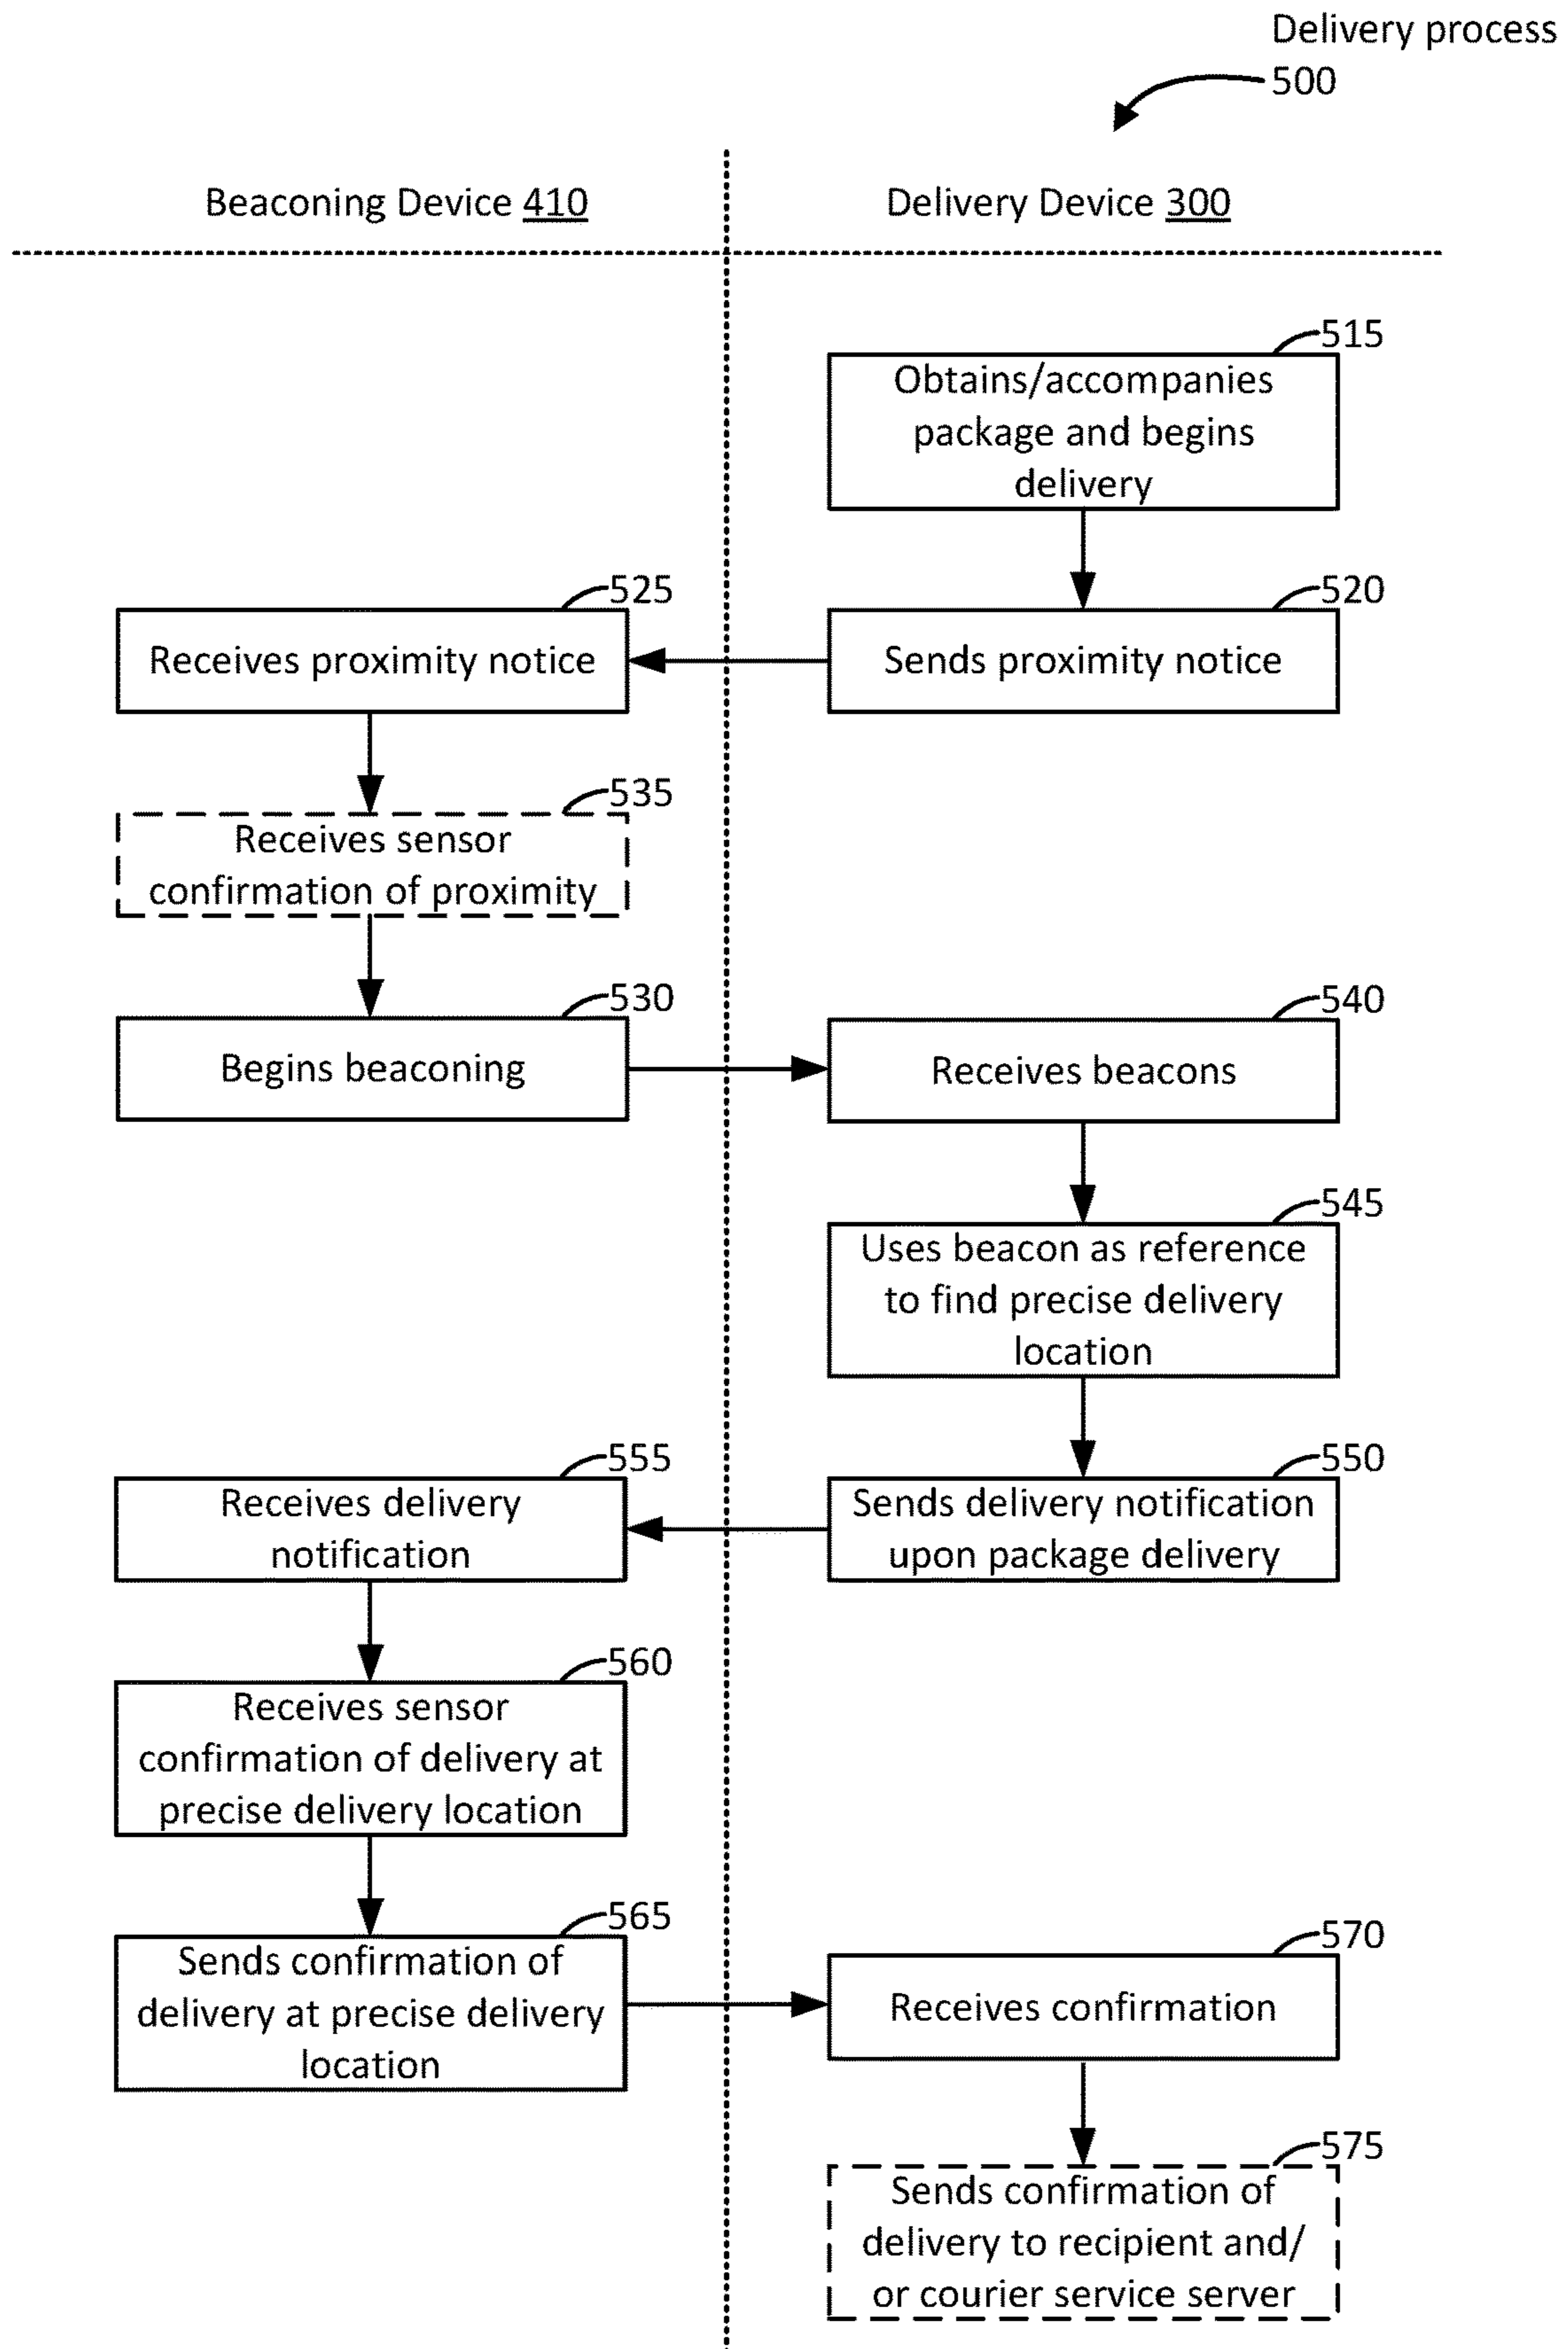 Delivery process
500
Beaconing Device 410
Delivery Device 300
515
Obtains/accompanies
package and begins
delivery
525
Receives proximity notice
520
Sends proximity notice
535
Receives sensor
confirmation of proximity
530
Begins beaconing
540
Receives beacons
545
Uses beacon as reference
to find precise delivery
location
555
Receives delivery
notification
550
Sends delivery notification
upon package delivery
560
Receives sensor
confirmation of delivery at
precise delivery location
565
Sends confirmation of
delivery at precise delivery
location
570
Receives confirmation
575
Sends confirmation of
delivery to recipient and/
or courier service server